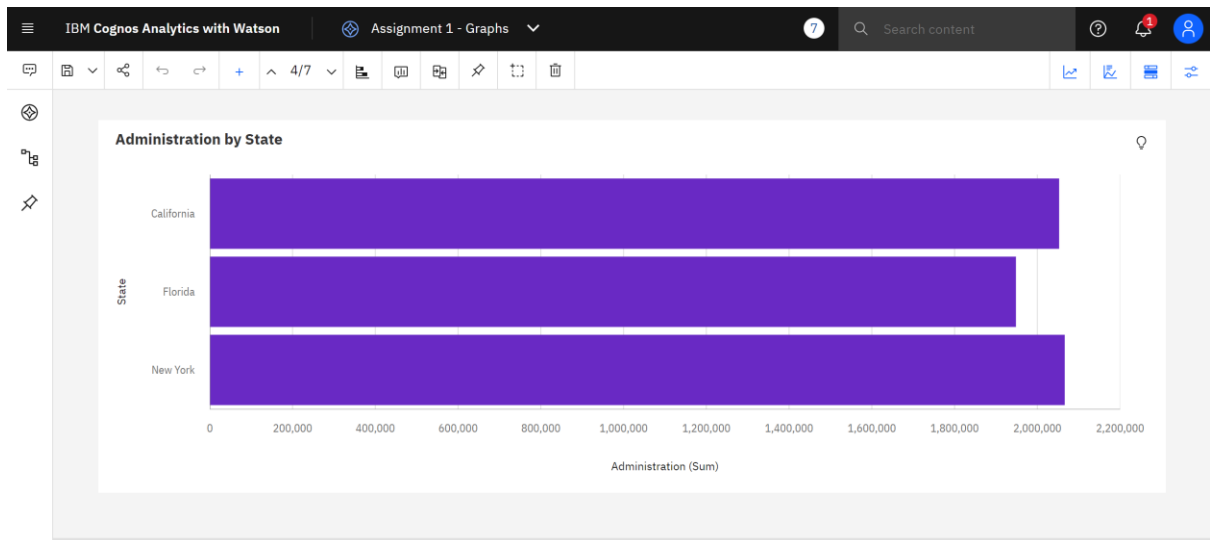 IBM Cognos Analytics with Watson
Assignment 1 - Graphs
7
Search content
1
4/7
Administration by State
State
California
Florida
New York
0 200,000 400,000 600,000 800,000 1,000,000 1,200,000 1,400,000 1,600,000 1,800,000 2,000,000 2,200,000
Administration (Sum)